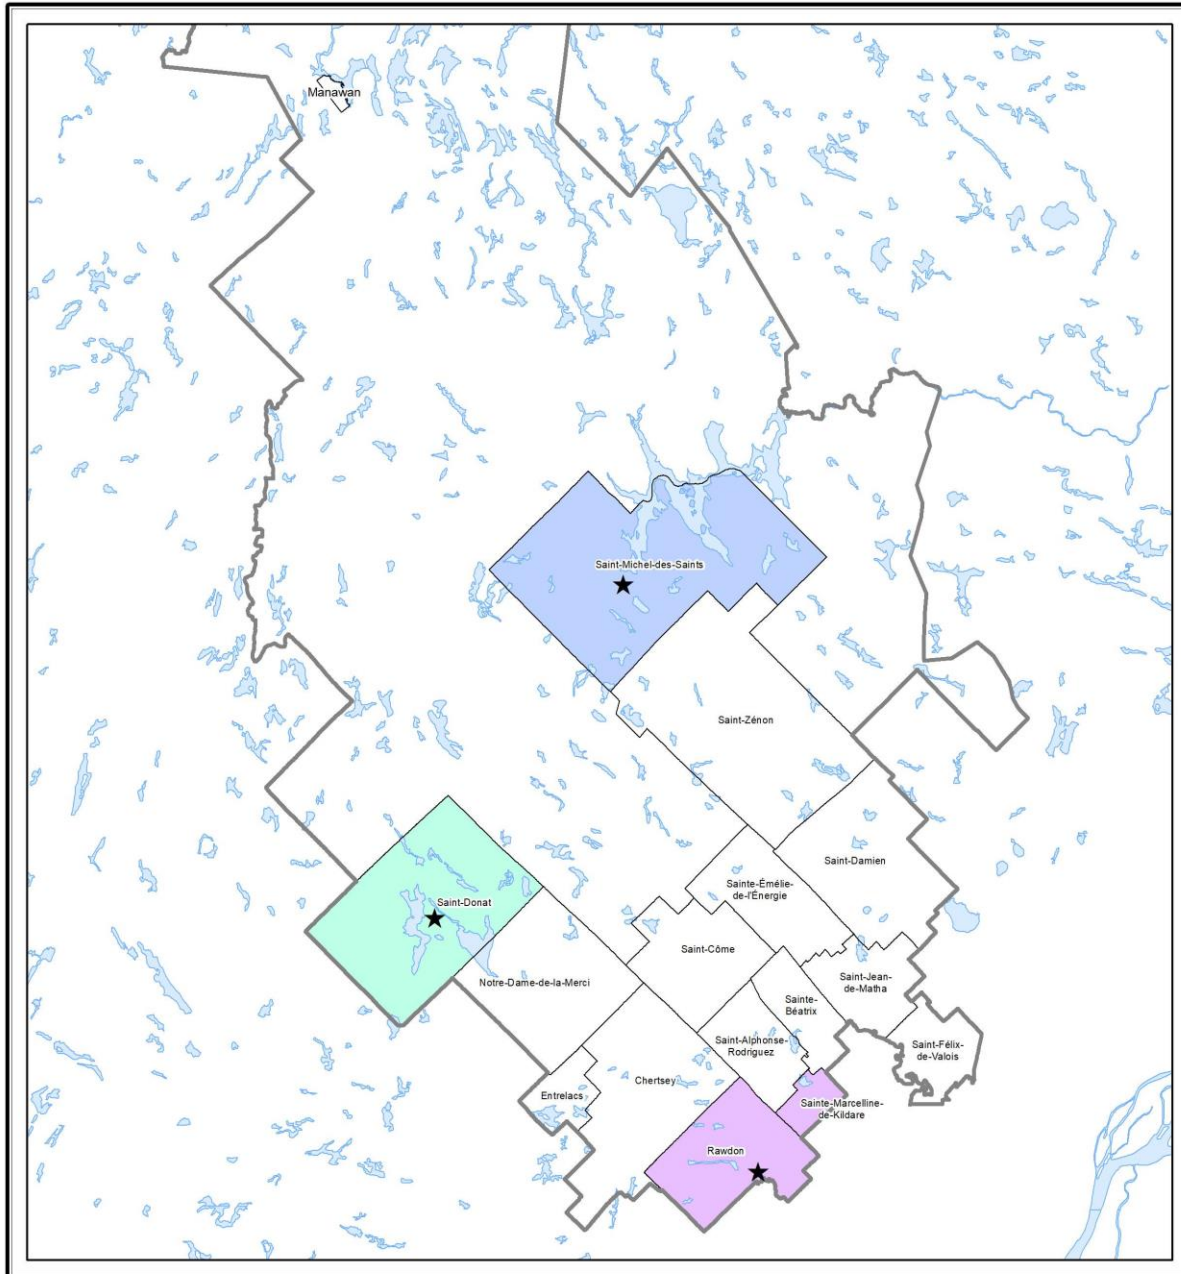 Manawan
Saint-Michel-des-Saints
Saint-Zénon
Saint-Damien
Sainte-Émélie-
de-l'Énergie
Saint-Donat
Saint-Côme
Notre-Dame-de-la-Merci
Saint-Jean-
de-Matha
Sainte-
Béatrix
Saint-Alphonse-
Rodriguez
Saint-Félix-
de-Valois
Chertsey
Entrelacs
Sainte-Marcelline-
de-Kildare
Rawdon